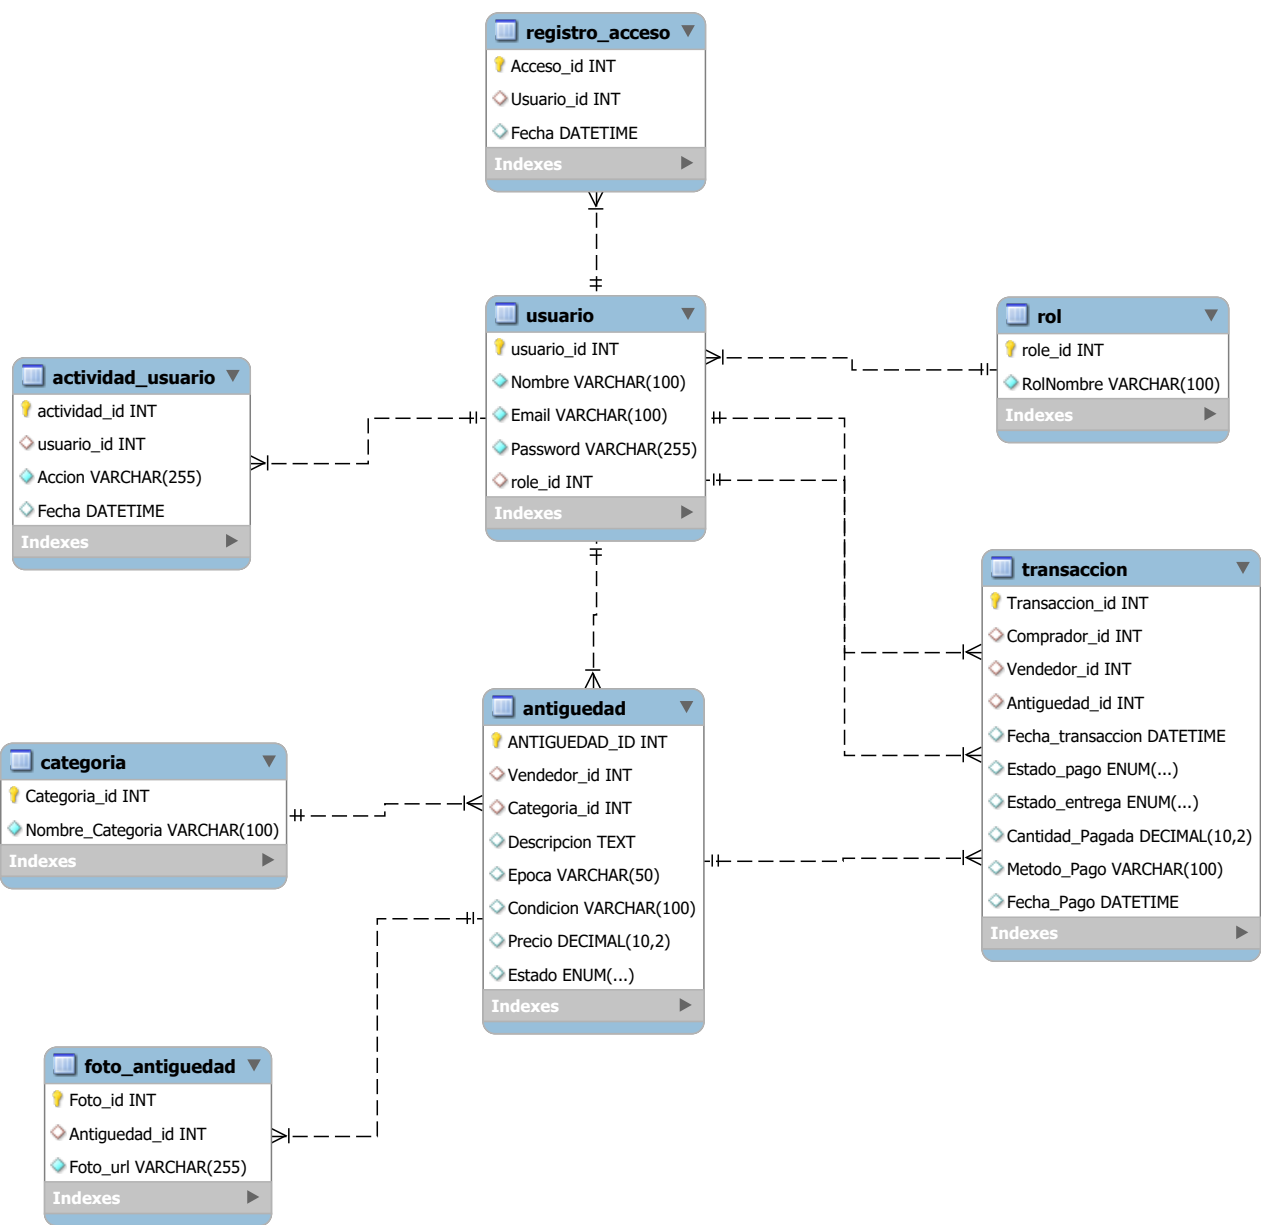 registro_acceso
Acceso_id INT
Usuario_id INT
Fecha DATETIME
Indexes
usuario
usuario_id INT
Nombre VARCHAR(100)
Email VARCHAR(100)
Password VARCHAR(255)
role_id INT
Indexes
rol
role_id INT
RolNombre VARCHAR(100)
Indexes
actividad_usuario
actividad_id INT
usuario_id INT
Accion VARCHAR(255)
Fecha DATETIME
Indexes
transaccion
Transaccion_id INT
Comprador_id INT
Vendedor_id INT
Antiguedad_id INT
Fecha_transaccion DATETIME
Estado_pago ENUM(...)
Estado_entrega ENUM(...)
Cantidad_Pagada DECIMAL(10,2)
Metodo_Pago VARCHAR(100)
Fecha_Pago DATETIME
Indexes
antiguedad
ANTIGUEDAD_ID INT
Vendedor_id INT
Categoria_id INT
Descripcion TEXT
Epoca VARCHAR(50)
Condicion VARCHAR(100)
Precio DECIMAL(10,2)
Estado ENUM(...)
Indexes
categoria
Categoria_id INT
Nombre_Categoria VARCHAR(100)
Indexes
foto_antiguedad
Foto_id INT
Antiguedad_id INT
Foto_url VARCHAR(255)
Indexes